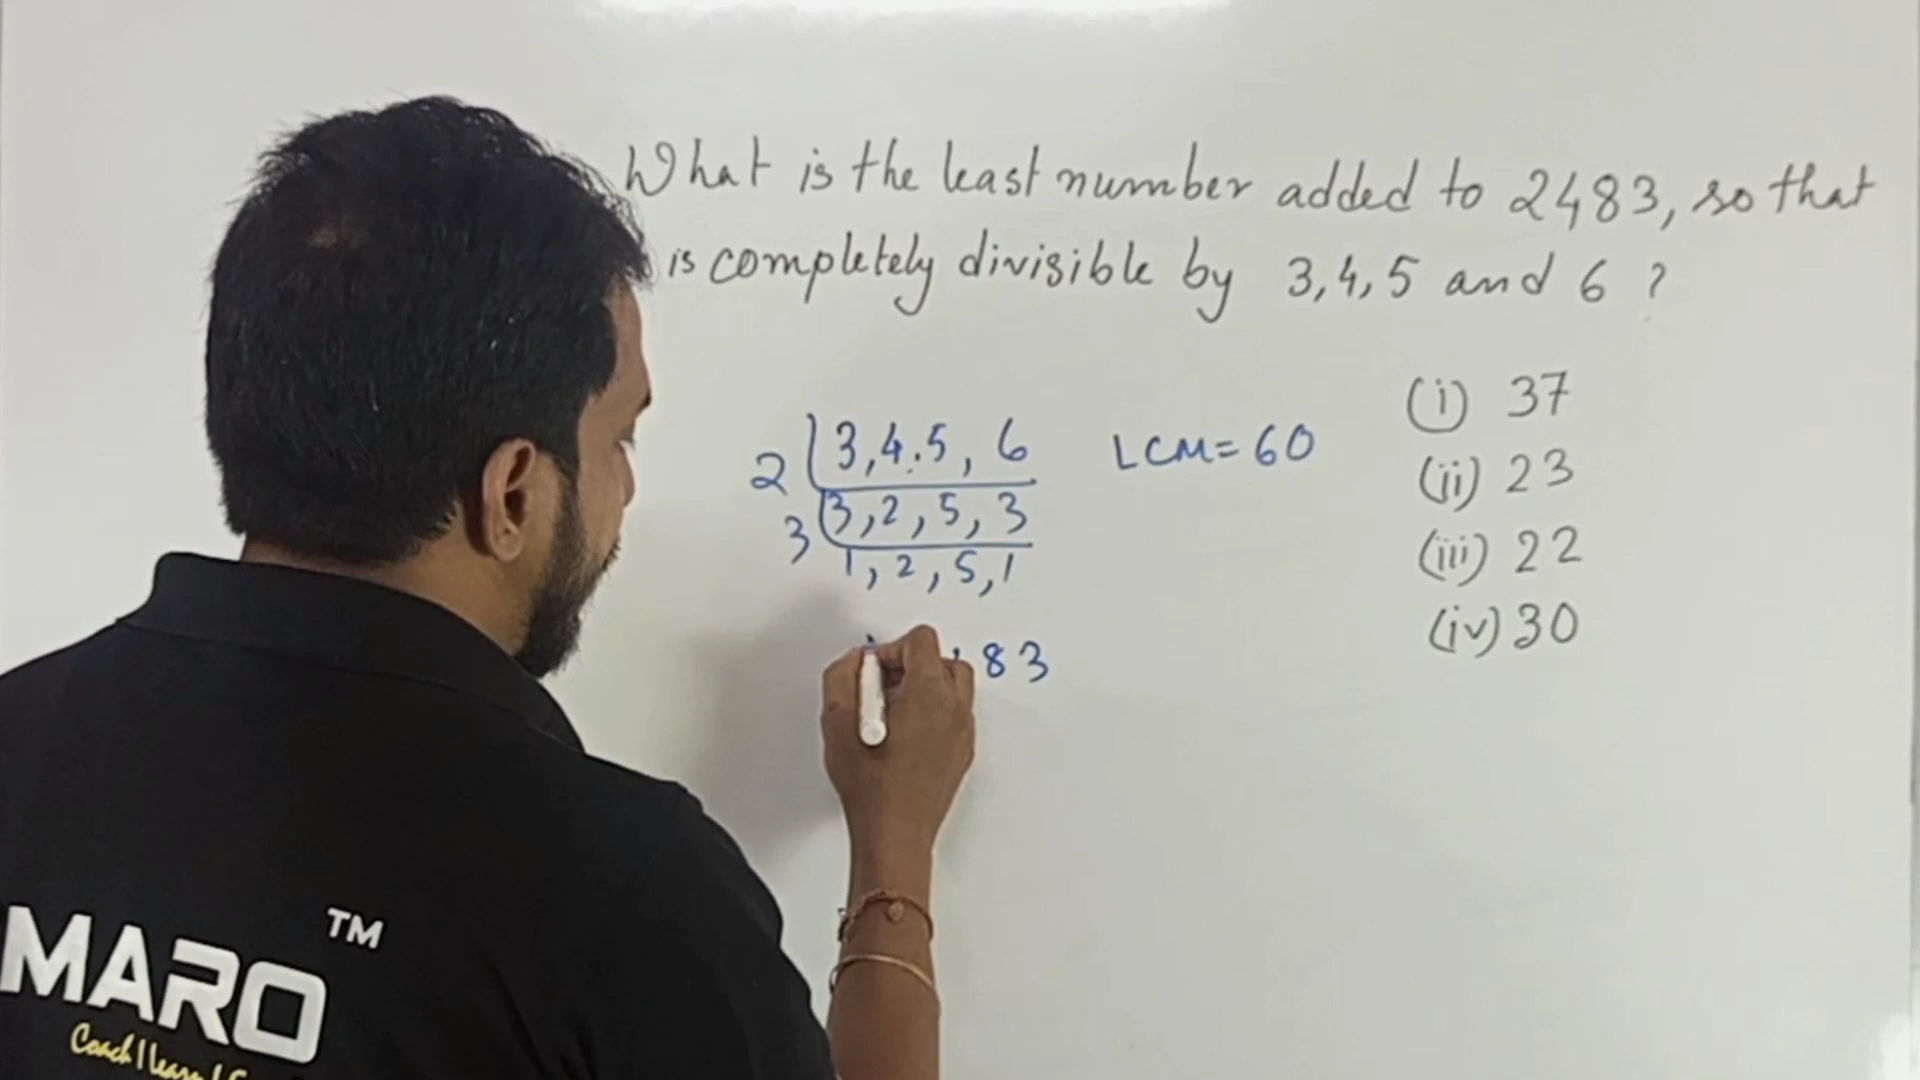 What is the least number added to 2483, so that
is completely divisible by 3,4,5 and 6 ?
2 3,4.5, 6
3 3,2,5,3
1,2,5,1
LCM=60
83
(i) 37
(ii) 23
(iii) 22
(iv) 30
MARO TM
Coach | learn |